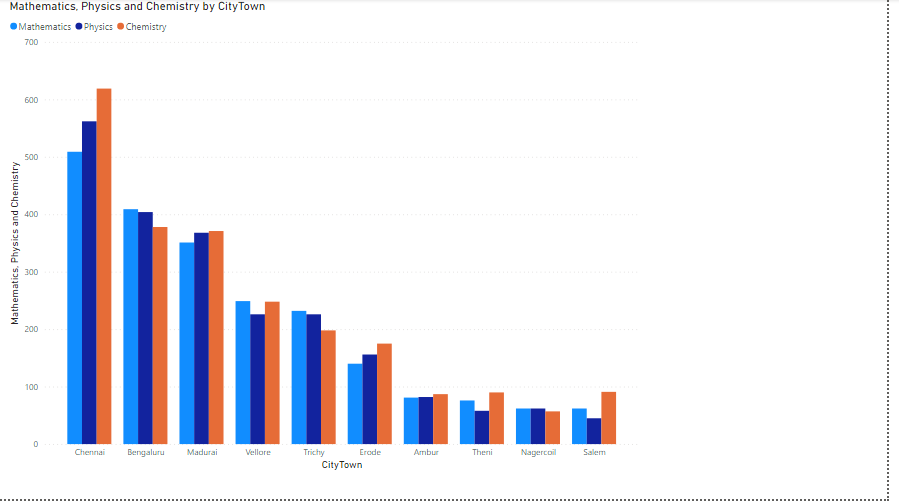 Mathematics, Physics and Chemistry by CityTown
Mathematics Physics Chemistry
700
600
500
400
300
200
100
0
Mathematics, Physics and Chemistry
Chennai Bengaluru Madurai Vellore Trichy Erode Ambur Theni Nagercoil Salem
CityTown